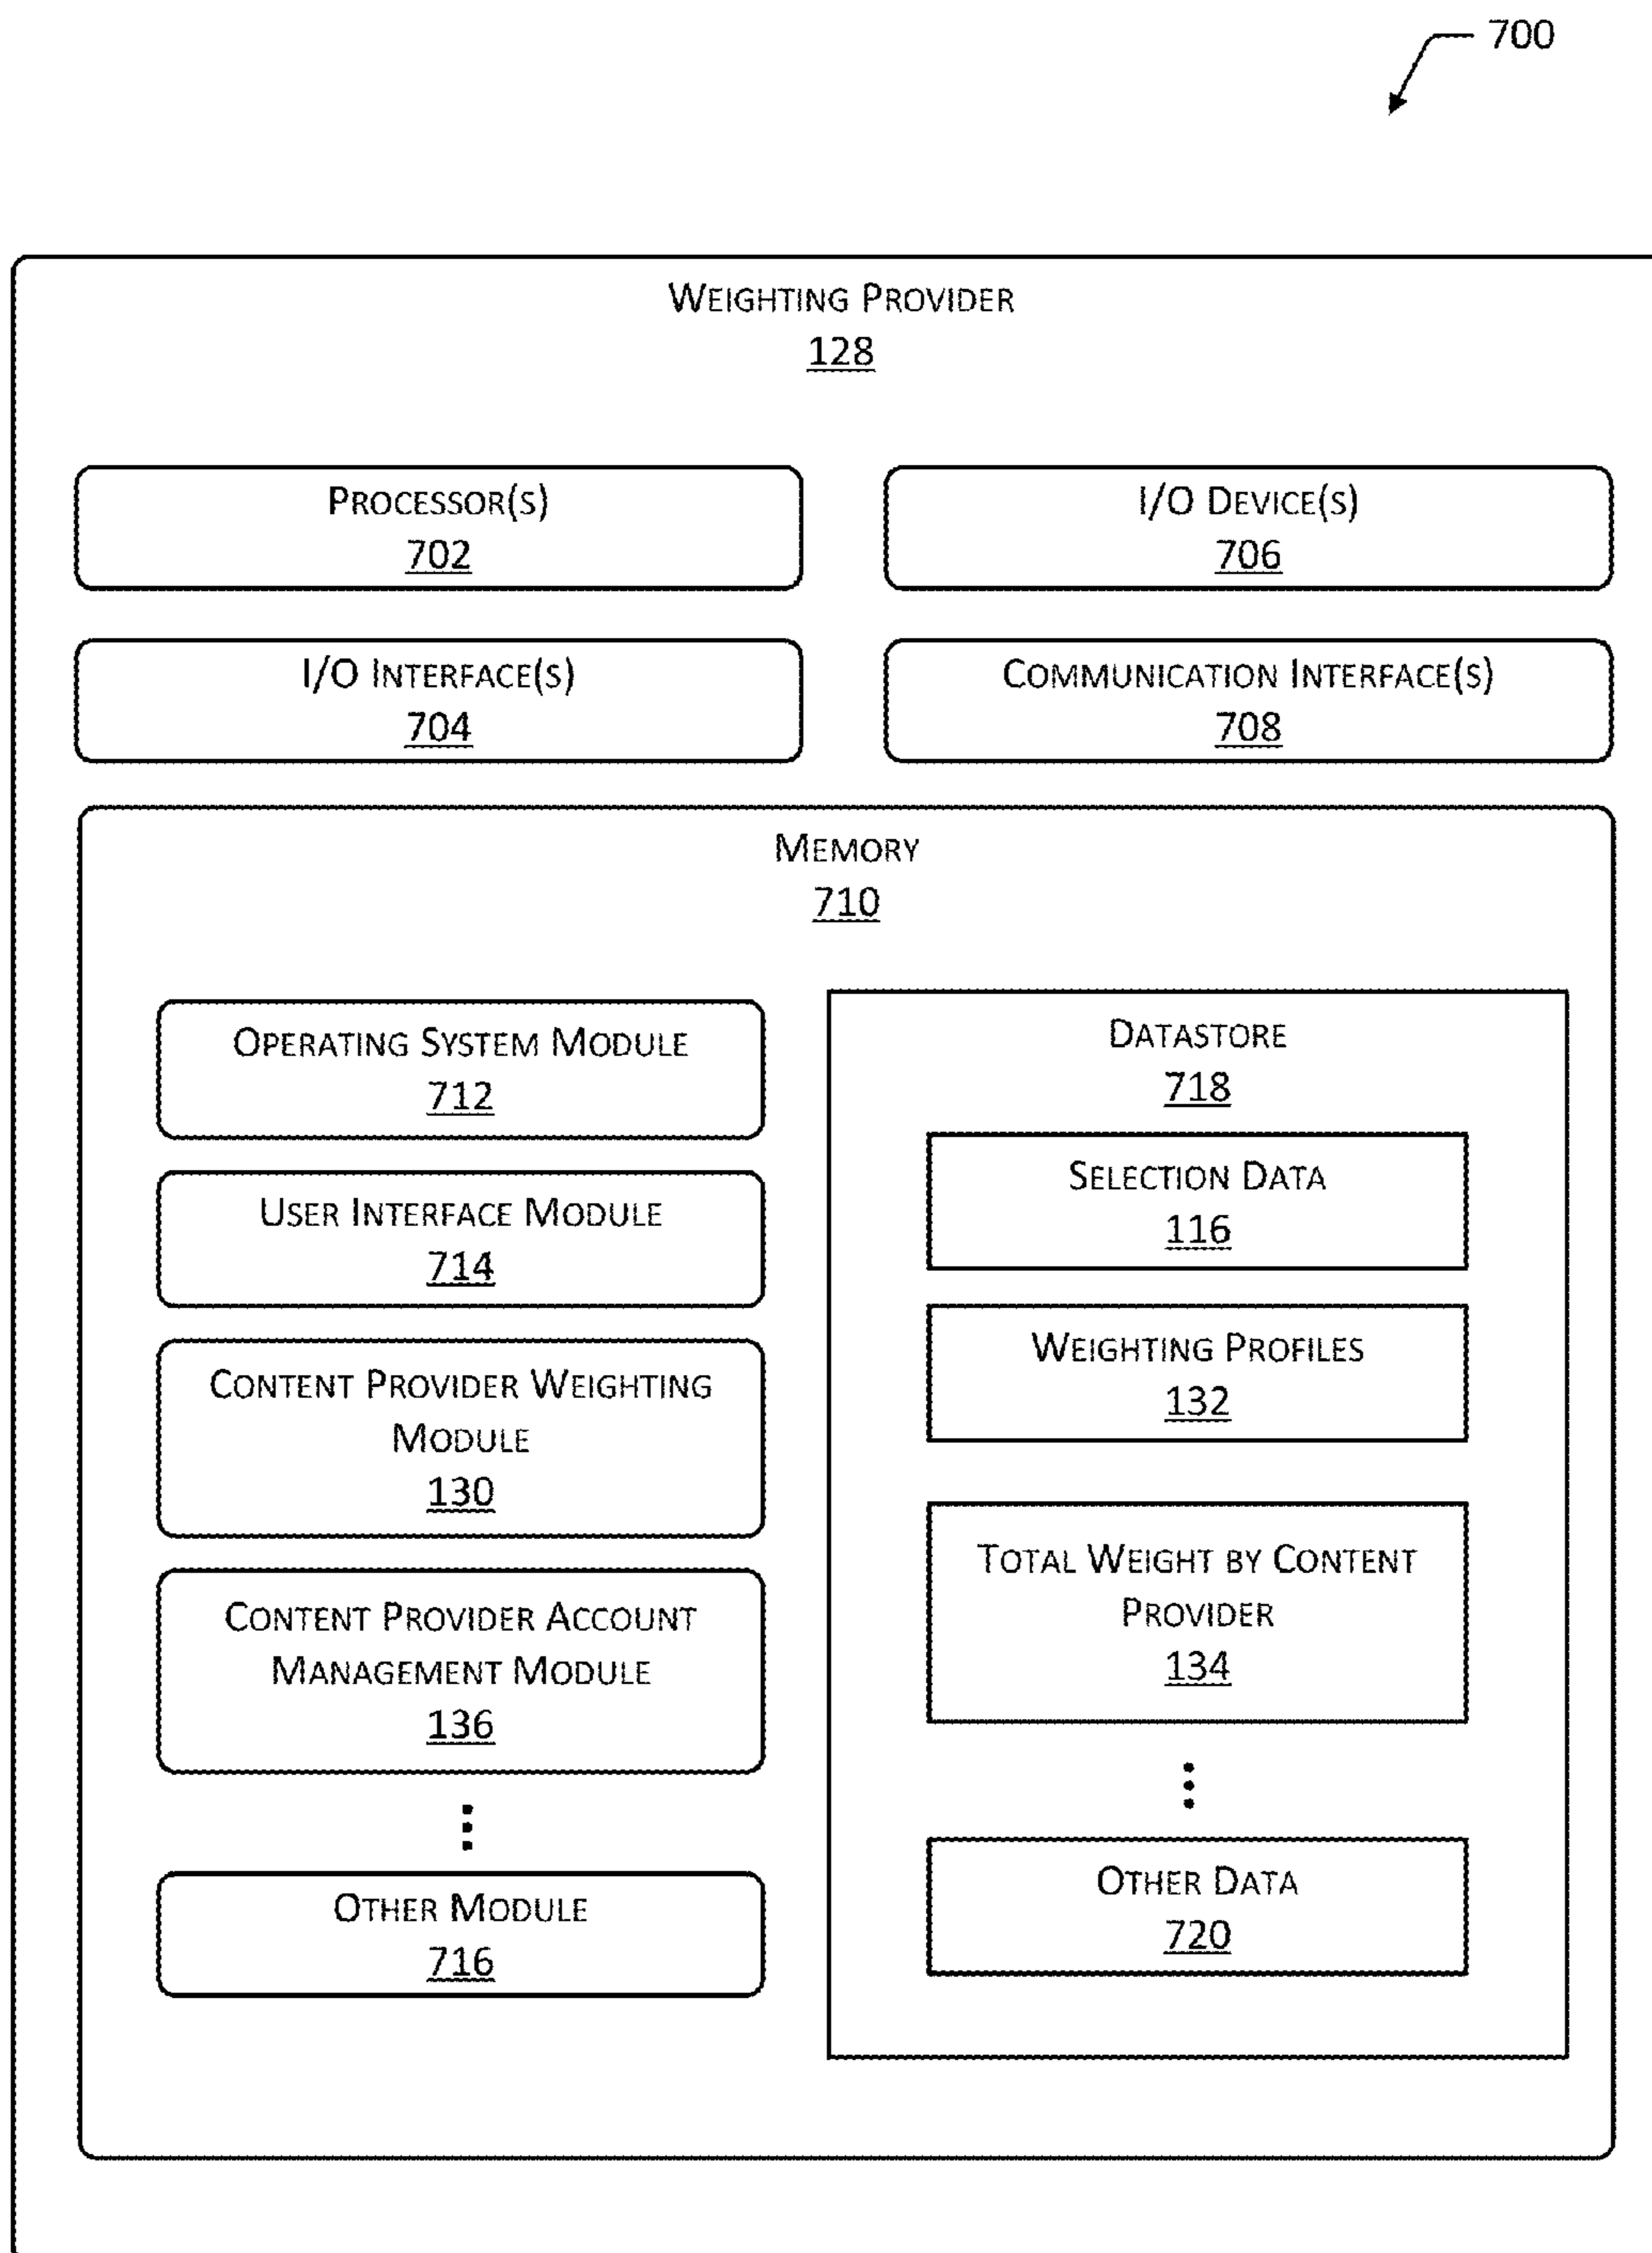 700
WEIGHTING PROVIDER
128
PROCESSOR(S)
702
I/O DEVICE(S)
706
I/O INTERFACE(S)
704
COMMUNICATION INTERFACE(S)
708
MEMORY
710
OPERATING SYSTEM MODULE
712
USER INTERFACE MODULE
714
CONTENT PROVIDER WEIGHTING
MODULE
130
CONTENT PROVIDER ACCOUNT
MANAGEMENT MODULE
136
OTHER MODULE
716
DATASTORE
718
SELECTION DATA
116
WEIGHTING PROFILES
132
TOTAL WEIGHT BY CONTENT
PROVIDER
134
OTHER DATA
720